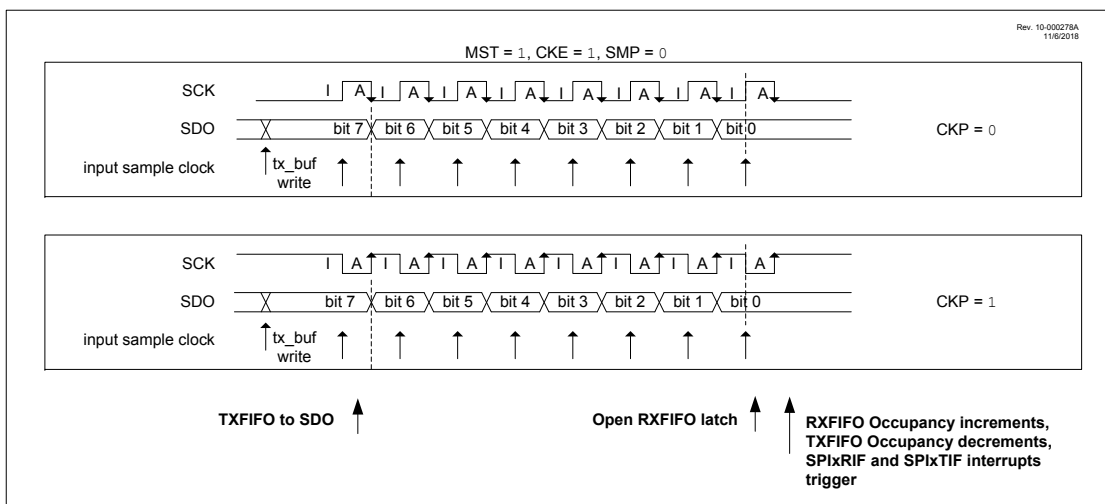 Rev. 10-000278A
11/6/2018
MST = 1, CKE = 1, SMP = 0
SCK I A I A I A I A I A I A I A I A
SDO bit 7 bit 6 bit 5 bit 4 bit 3 bit 2 bit 1 bit 0 CKP = 0
input sample clock tx_buf
write
SCK I A I A I A I A I A I A I A I A
SDO bit 7 bit 6 bit 5 bit 4 bit 3 bit 2 bit 1 bit 0 CKP = 1
input sample clock tx_buf
write
TXFIFO to SDO Open RXFIFO latch RXFIFO Occupancy increments,
TXFIFO Occupancy decrements,
SPIxRIF and SPIxTIF interrupts
trigger